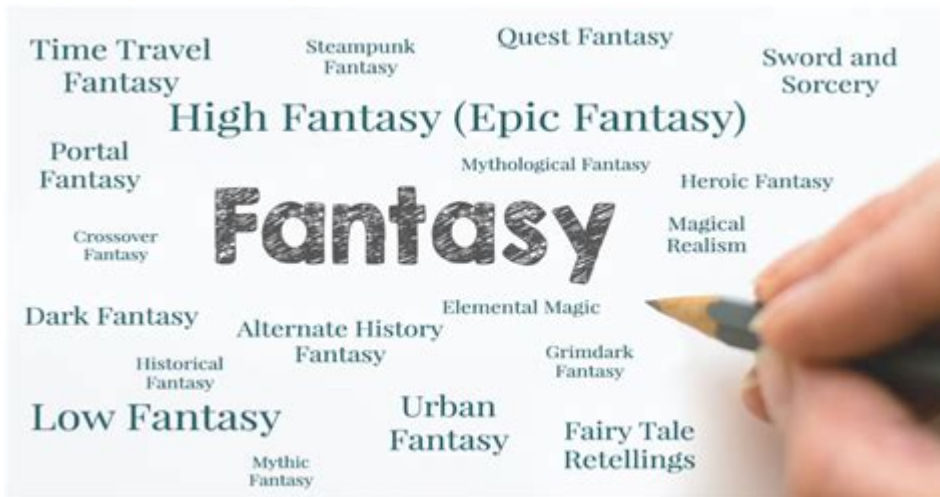 Time Travel
Fantasy
Steampunk
Fantasy
Quest Fantasy
Sword and
Sorcery
High Fantasy (Epic Fantasy)
Portal
Fantasy
Mythological Fantasy
Heroic Fantasy
Fantasy
Crossover
Fantasy
Magical
Realism
Dark Fantasy
Elemental Magic
Alternate History
Fantasy
Historical
Fantasy
Grimdark
Fantasy
Low Fantasy
Urban
Fantasy
Fairy Tale
Retellings
Mythic
Fantasy